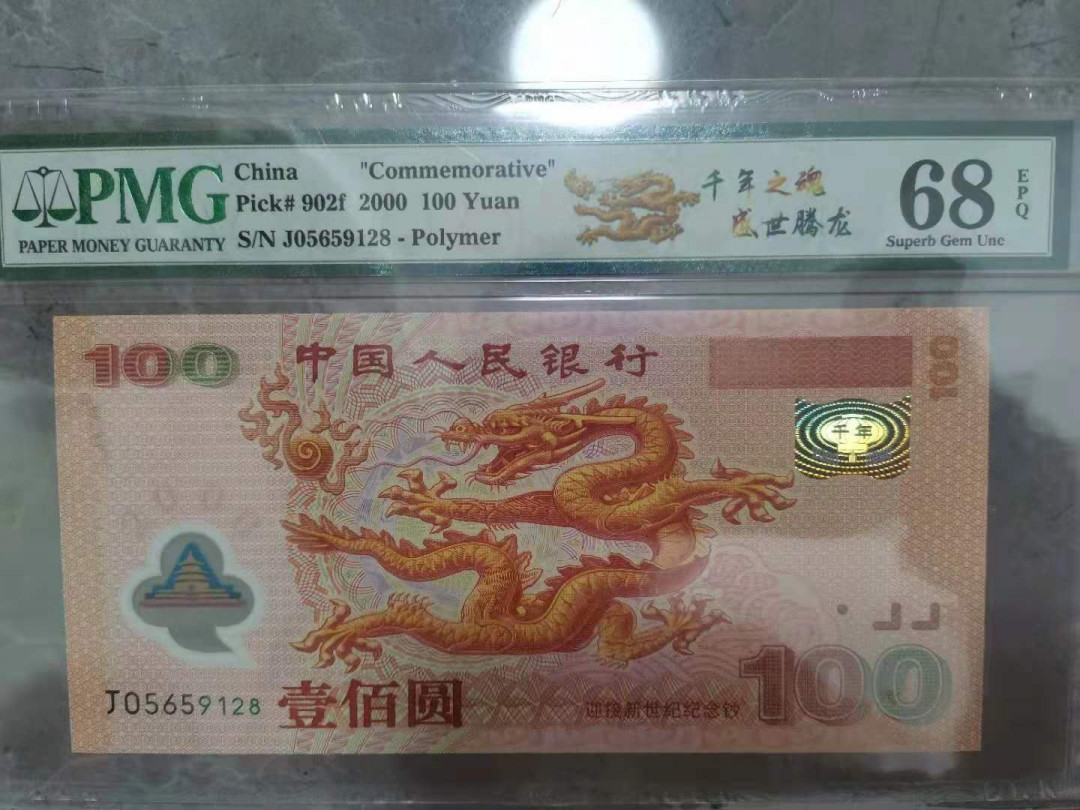 PMG
PAPER MONEY GUARANTY
China "Commemorative"
Pick# 902f 2000 100 Yuan
S/N J05659128 - Polymer
千年之魂
盛世腾龙
68
EPQ
Superb Gem Unc
100
中国人民银行
100
千年
J05659128
壹佰圆
迎接新世纪纪念钞
100